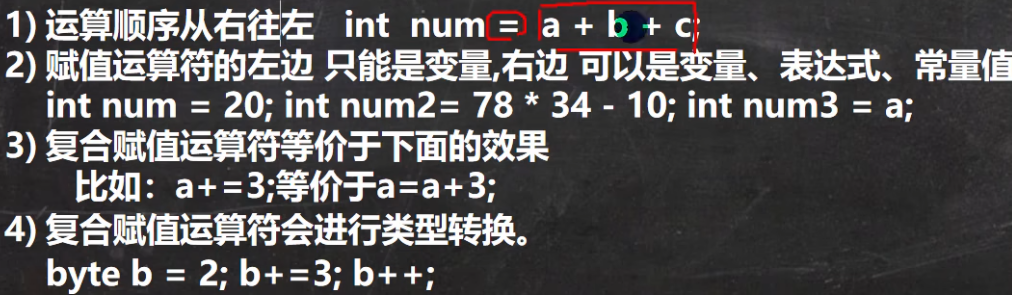 1) 运算顺序从右往左 int num = a + b + c;
2) 赋值运算符的左边 只能是变量,右边 可以是变量、表达式、常量值
int num = 20; int num2= 78 * 34 - 10; int num3 = a;
3) 复合赋值运算符等价于下面的效果
比如：a+=3;等价于a=a+3;
4) 复合赋值运算符会进行类型转换。
byte b = 2; b+=3; b++;